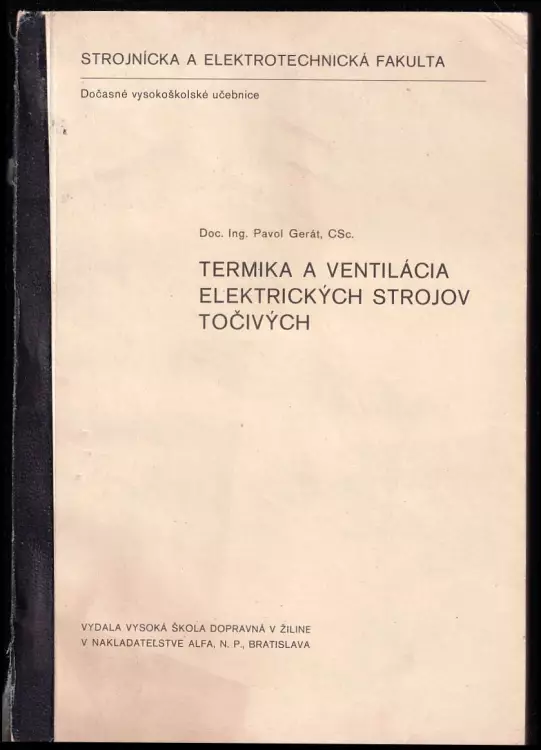 STROJNÍCKA A ELEKTROTECHNICKÁ FAKULTA
Dočasné vysokoškolské učebnice
Doc. Ing. Pavol Gerát, CSc.
TERMIKA A VENTILÁCIA
ELEKTRICKÝCH STROJOV
TOČIVÝCH
VYDALA VYSOKÁ ŠKOLA DOPRAVNÁ V ŽILINE
V NAKLADATEĽSTVE ALFA, N. P., BRATISLAVA